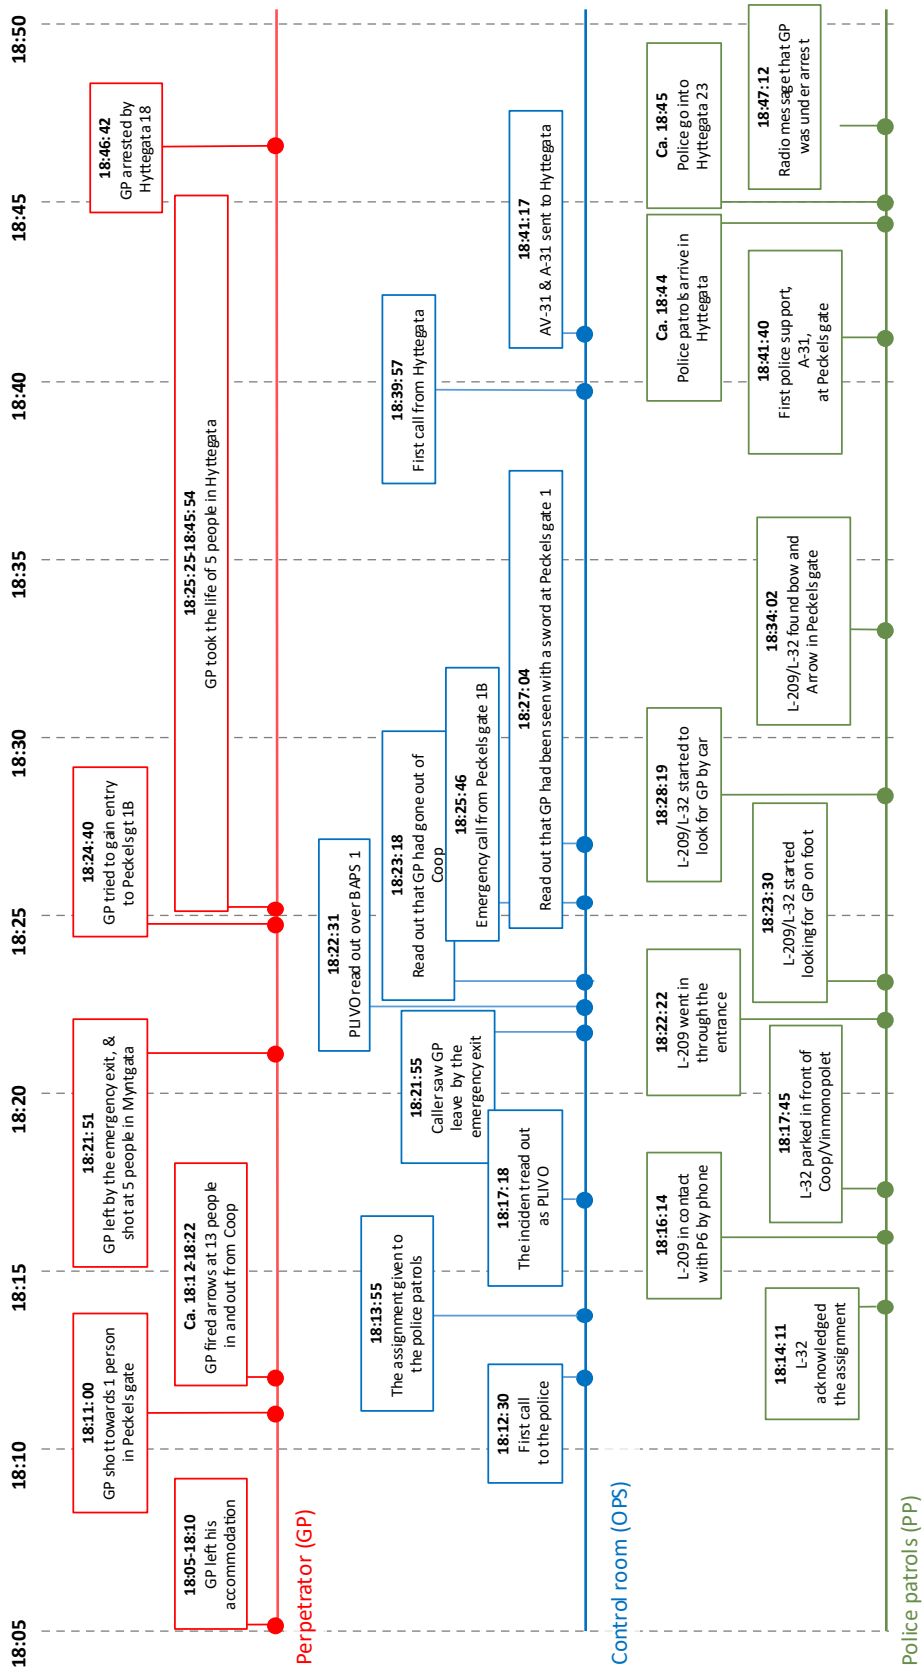 18:05
18:10
18:15
18:20
18:25
18:30
18:35
18:40
18:45
18:50
18:05-18:10
GP left his
accommodation
18:11:00
GP shot towards 1 person
in Peckels gate
Ca. 18:12-18:22
GP fired arrows at 13 people
in and out from Coop
18:21:51
GP left by the emergency exit, &
shot at 5 people in Myntgata
18:24:40
GP tried to gain entry
to Peckels gt 1B
18:25:25-18:45:54
GP took the life of 5 people in Hyttegata
18:46:42
GP arrested by
Hyttegata 18
Perpetrator (GP)
18:12:30
First call
to the police
18:13:55
The assignment given to
the police patrols
18:17:18
The incident read out
as PLIVO
18:21:55
Caller saw GP
leave by the
emergency exit
18:22:31
PLIVO read out over BAPS 1
18:23:18
Read out that GP had gone out of
Coop
18:25:46
Emergency call from Peckels gate 1B
18:27:04
Read out that GP had been seen with a sword at Peckels gate 1
18:39:57
First call from Hyttegata
18:41:17
AV-31 & A-31 sent to Hyttegata
Control room (OPS)
18:14:11
L-32
acknowledged
the assignment
18:16:14
L-209 in contact
with P6 by phone
18:17:45
L-32 parked in front of
Coop/Vinmonopolet
18:22:22
L-209 went in
through the
entrance
18:23:30
L-209/L-32 started
looking for GP on foot
18:28:19
L-209/L-32 started to
look for GP by car
18:34:02
L-209/L-32 found bow and
Arrow in Peckels gate
18:41:40
First police support,
A-31,
at Peckels gate
Ca. 18:44
Police patrols arrive in
Hyttegata
Ca. 18:45
Police go into
Hyttegata 23
18:47:12
Radio message that GP
was under arrest
Police patrols (PP)